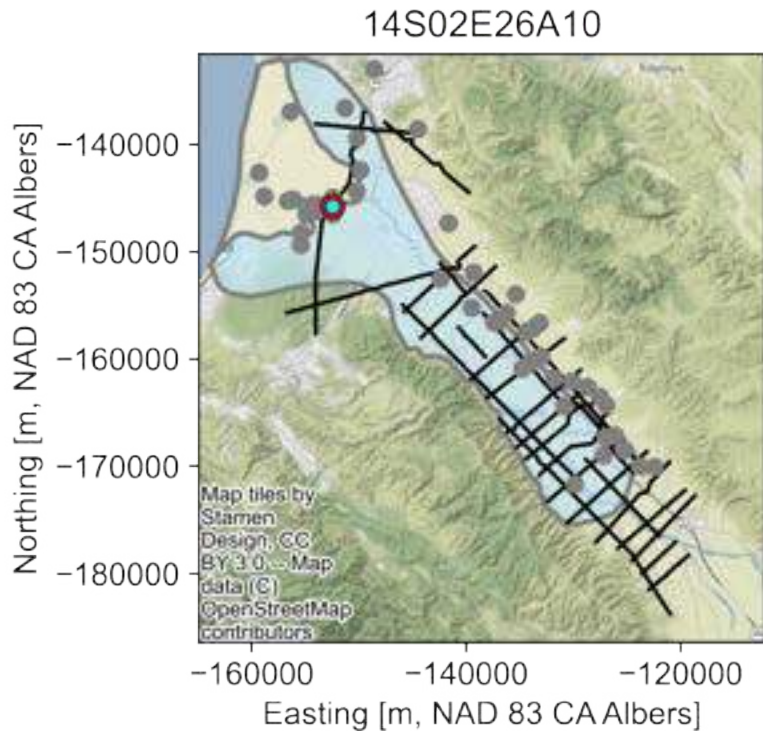 14S02E26A10
Northing [m, NAD 83 CA Albers]
−140000
−150000
−160000
−170000
−180000
Map tiles by
Stamen
Design, CC
BY 3.0 -- Map
data (C)
OpenStreetMap
contributors
−160000
−140000
−120000
Easting [m, NAD 83 CA Albers]